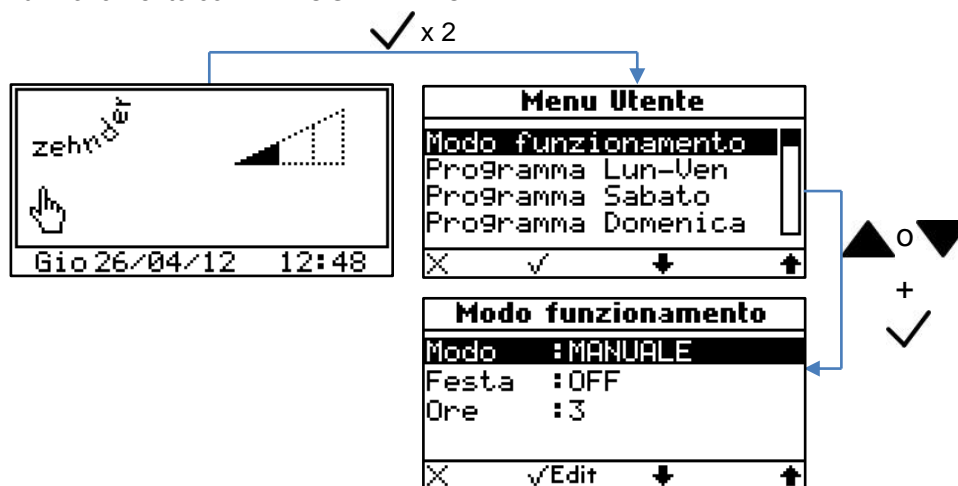 x 2
zehnder
Gio 26/04/12 12:48
Menu Utente
Modo funzionamento
Programma Lun-Ven
Programma Sabato
Programma Domenica
o
+
Modo funzionamento
Modo :MANUALE
Festa :OFF
Ore :3
Edit